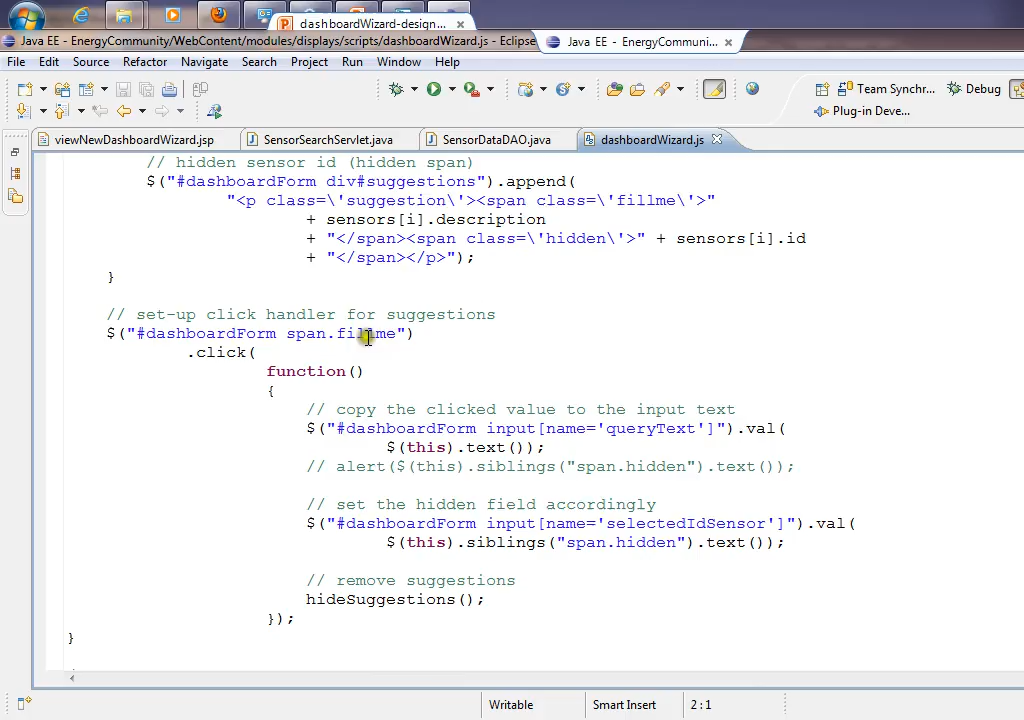 dashboardWizard-design...
Java EE - EnergyCommunity/WebContent/modules/displays/scripts/dashboardWizard.js - Eclipse
Java EE - EnergyCommuni...
File Edit Source Refactor Navigate Search Project Run Window Help
Team Synchr... Debug
Plug-in Deve...
viewNewDashboardWizard.jsp SensorSearchServlet.java SensorDataDAO.java dashboardWizard.js
// hidden sensor id (hidden span)
$("#dashboardForm div#suggestions").append(
"<p class=\'suggestion\'><span class=\'fillme\'>"
+ sensors[i].description
+ "</span><span class=\'hidden\'>" + sensors[i].id
+ "</span></p>");
}
// set-up click handler for suggestions
$("#dashboardForm span.fillme")
.click(
function()
{
// copy the clicked value to the input text
$("#dashboardForm input[name='queryText']").val(
$(this).text());
// alert($(this).siblings("span.hidden").text());
// set the hidden field accordingly
$("#dashboardForm input[name='selectedIdSensor']").val(
$(this).siblings("span.hidden").text());
// remove suggestions
hideSuggestions();
});
}
Writable Smart Insert 2 : 1